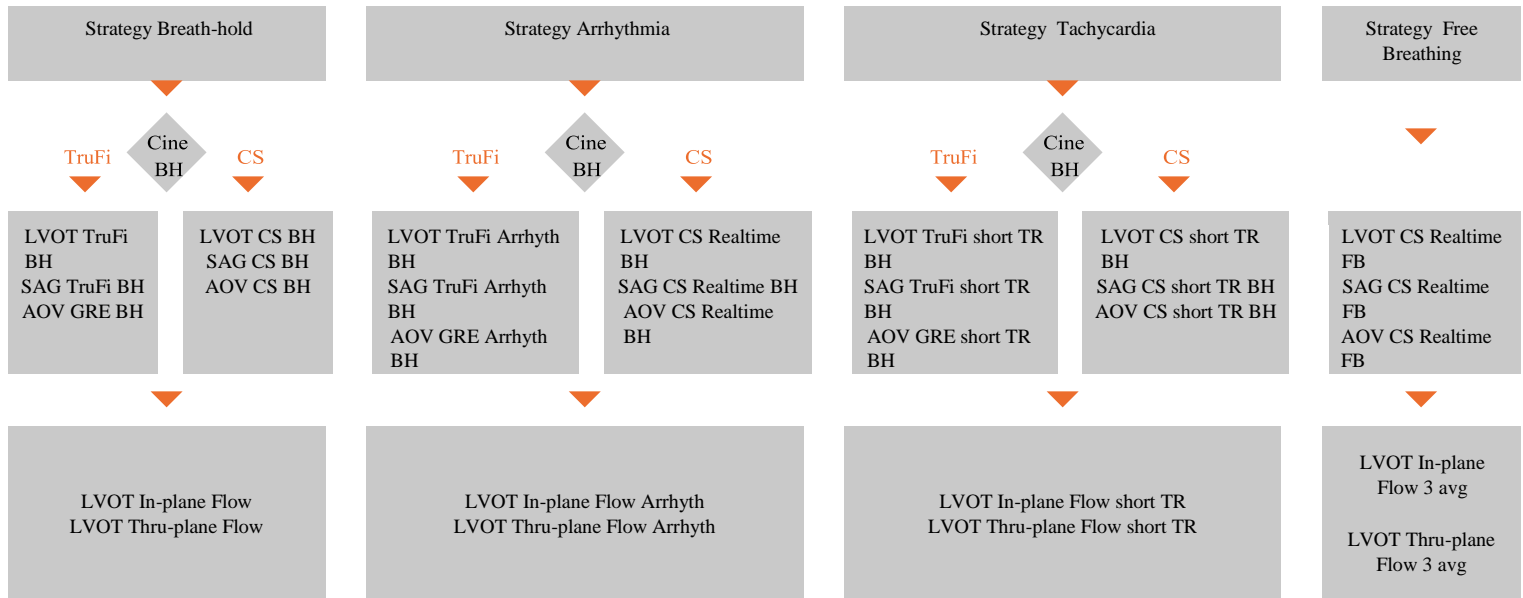 Strategy Breath-hold
Cine
BH
TruFi
CS
LVOT TruFi
BH
SAG TruFi BH
AOV GRE BH
LVOT CS BH
SAG CS BH
AOV CS BH
LVOT In-plane Flow
LVOT Thru-plane Flow
Strategy Arrhythmia
Cine
BH
TruFi
CS
LVOT TruFi Arrhyth
BH
SAG TruFi Arrhyth
BH
AOV GRE Arrhyth
BH
LVOT CS Realtime
BH
SAG CS Realtime BH
AOV CS Realtime
BH
LVOT In-plane Flow Arrhyth
LVOT Thru-plane Flow Arrhyth
Strategy Tachycardia
Cine
BH
TruFi
CS
LVOT TruFi short TR
BH
SAG TruFi short TR
BH
AOV GRE short TR
BH
LVOT CS short TR
BH
SAG CS short TR BH
AOV CS short TR BH
LVOT In-plane Flow short TR
LVOT Thru-plane Flow short TR
Strategy Free
Breathing
LVOT CS Realtime
FB
SAG CS Realtime
FB
AOV CS Realtime
FB
LVOT In-plane
Flow 3 avg
LVOT Thru-plane
Flow 3 avg